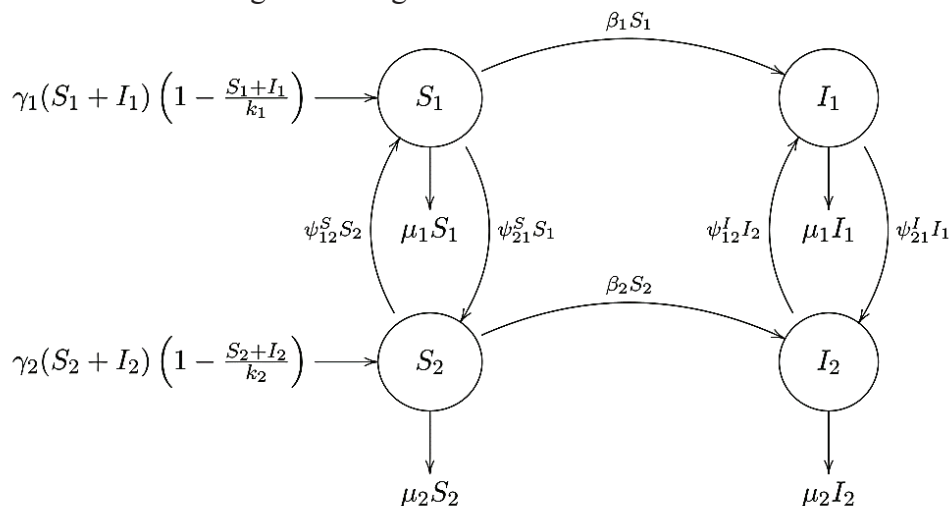 β₁S₁
γ₁(S₁ + I₁) (1 − (S₁+I₁)/k₁)
S₁
I₁
ψ₁₂ˢS₂
μ₁S₁
ψ₂₁ˢS₁
ψ₁₂ᴵI₂
μ₁I₁
ψ₂₁ᴵI₁
β₂S₂
γ₂(S₂ + I₂) (1 − (S₂+I₂)/k₂)
S₂
I₂
μ₂S₂
μ₂I₂